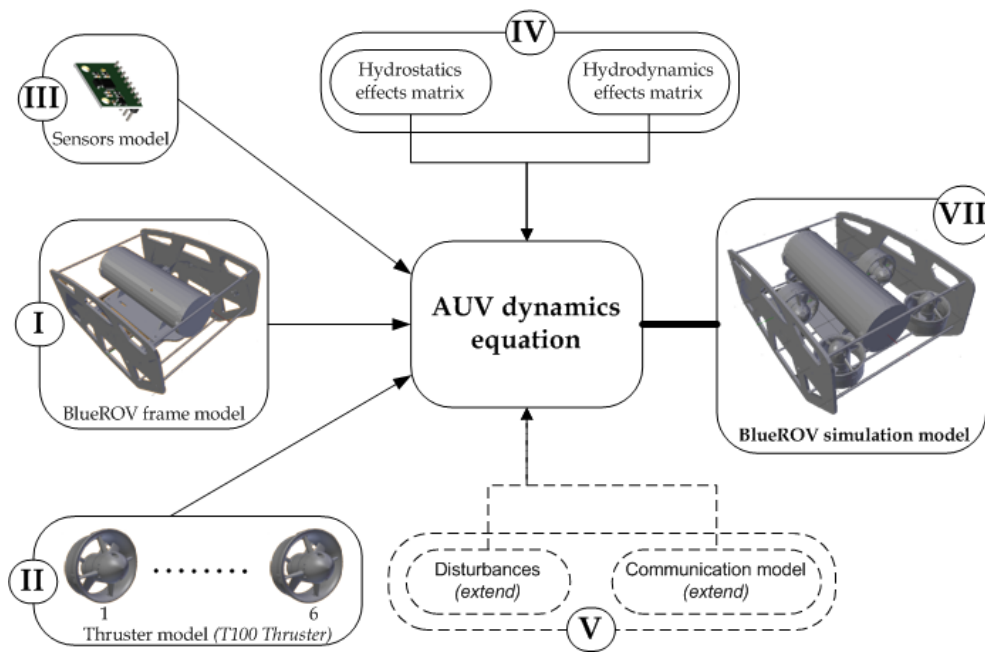 IV
Hydrostatics
effects matrix
Hydrodynamics
effects matrix
III
Sensors model
I
BlueROV frame model
AUV dynamics
equation
VII
BlueROV simulation model
II
1
. . . . . . . .
6
Thruster model (T100 Thruster)
Disturbances
(extend)
Communication model
(extend)
V